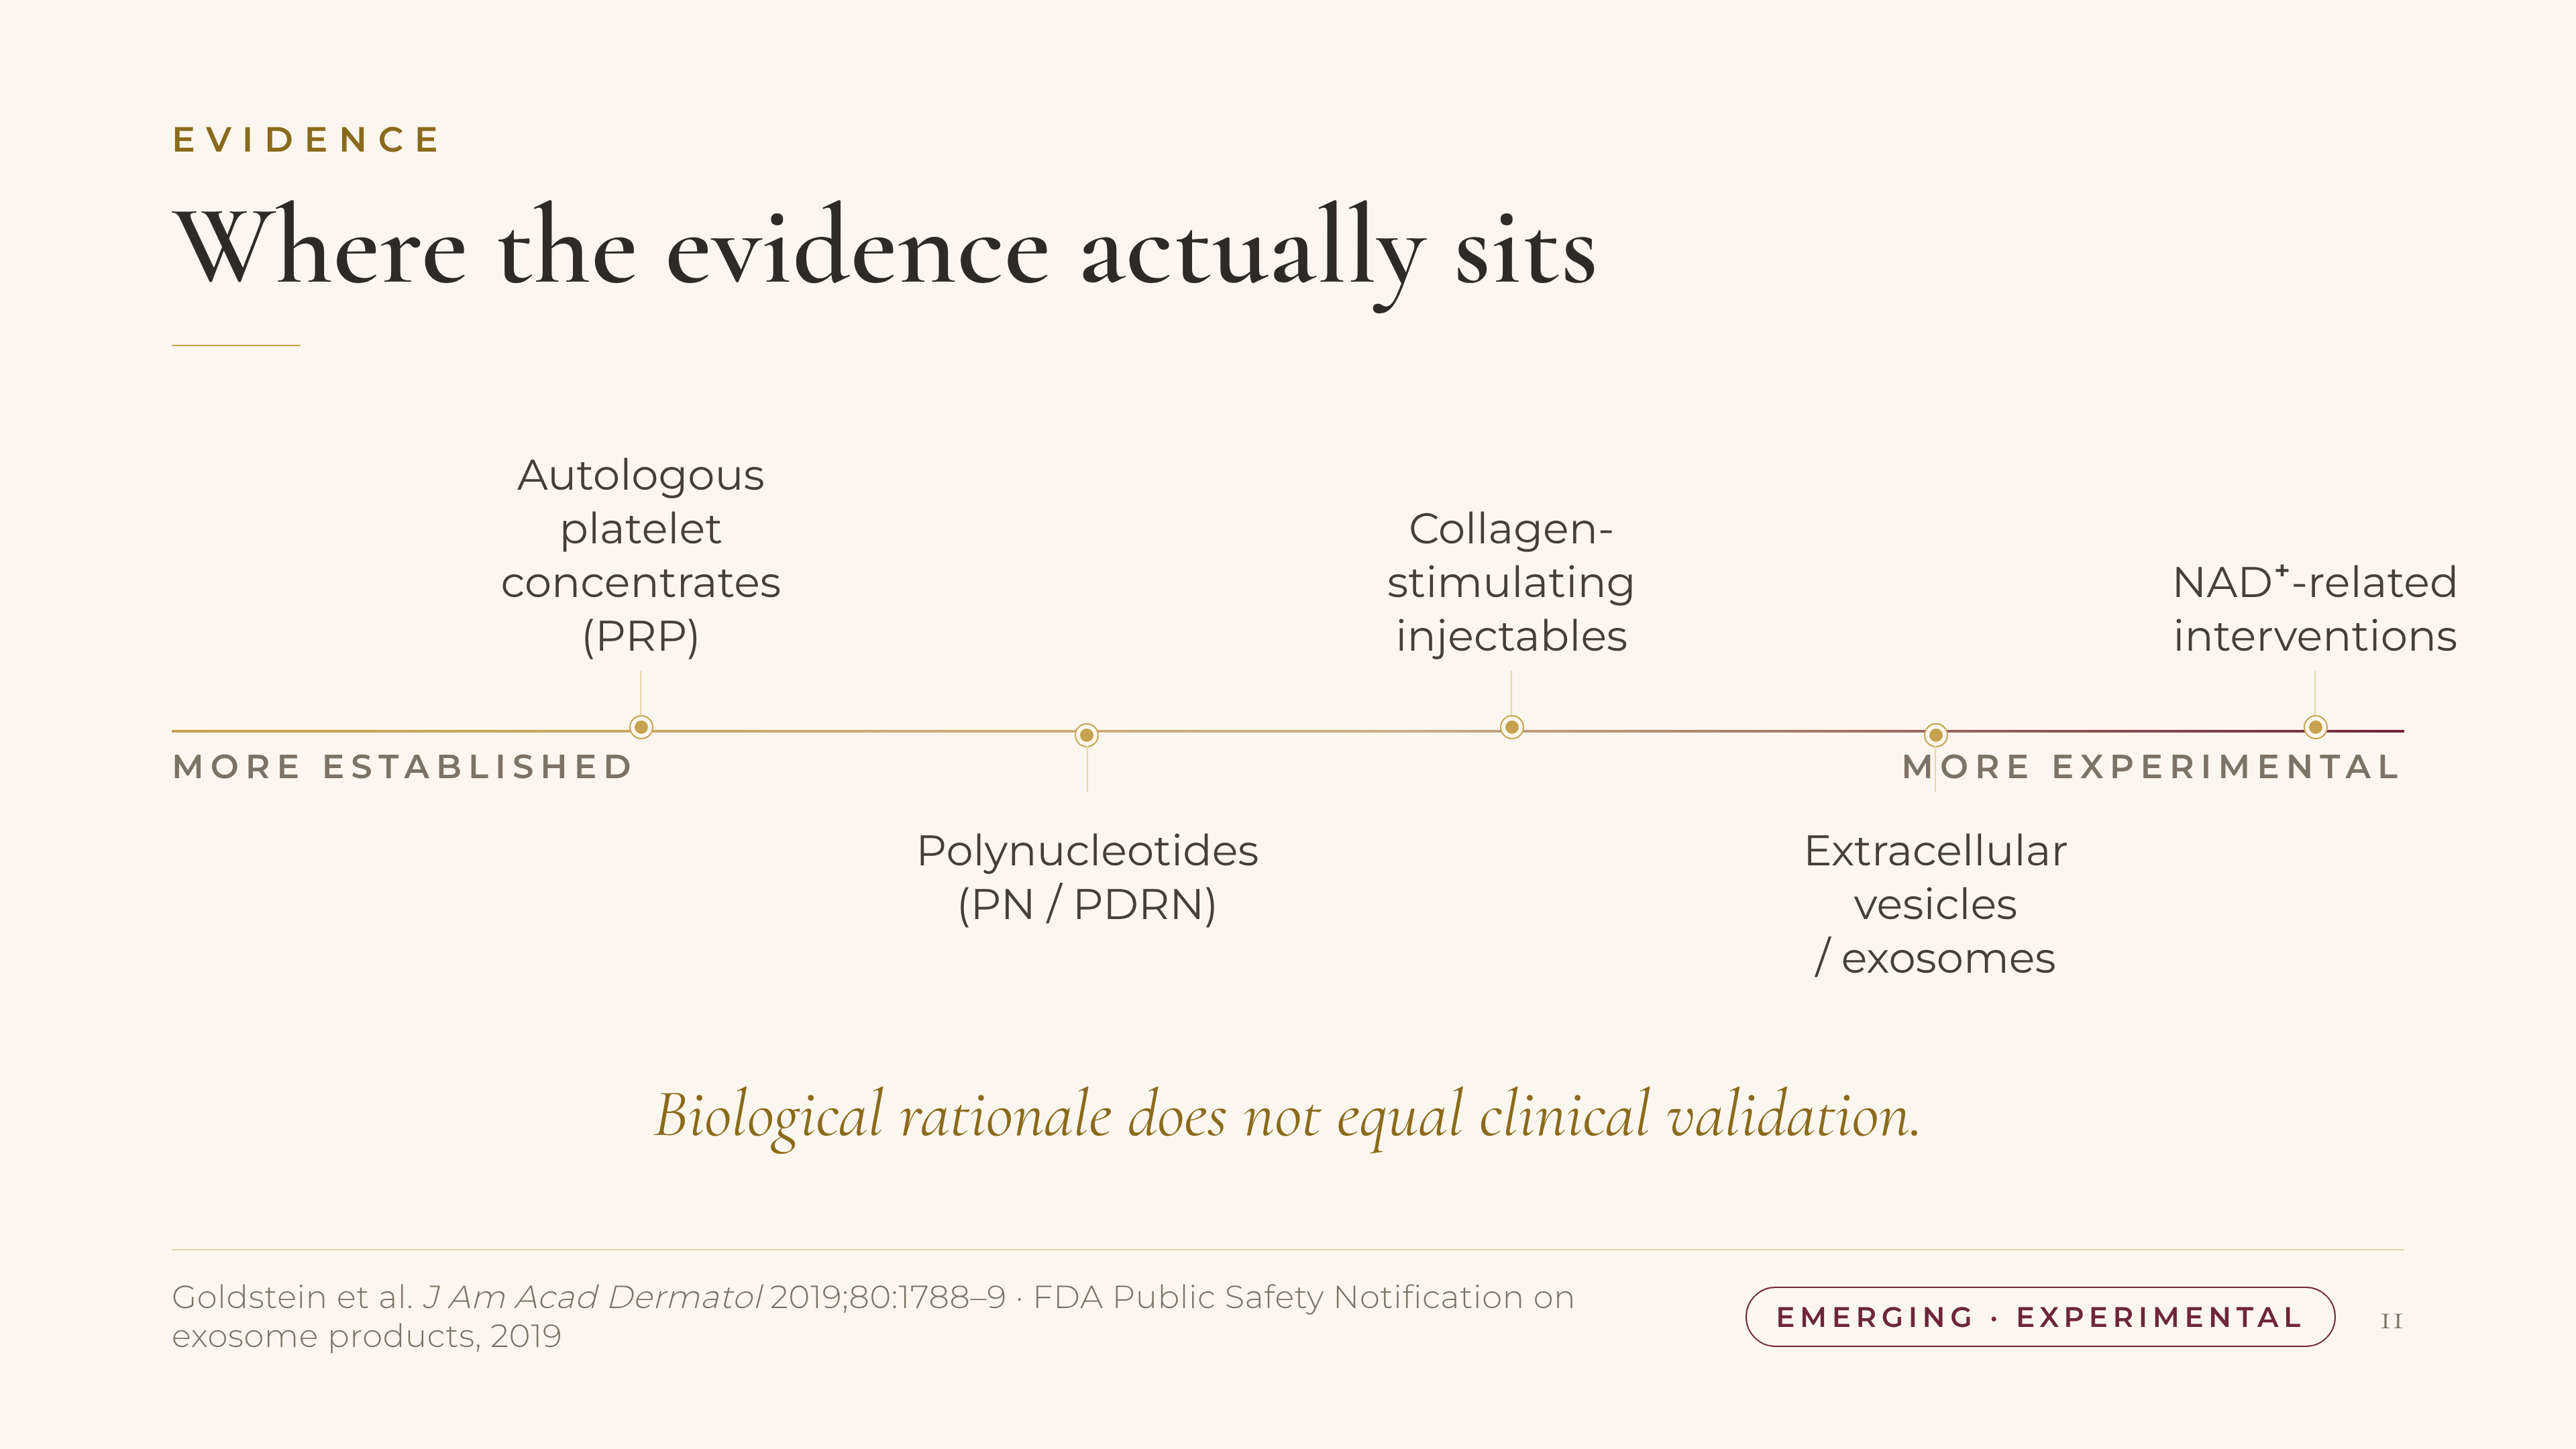 EVIDENCE
Where the evidence actually sits
Autologous
platelet
concentrates
(PRP)
Collagen-
stimulating
injectables
NAD⁺-related
interventions
MORE ESTABLISHED
MORE EXPERIMENTAL
Polynucleotides
(PN / PDRN)
Extracellular
vesicles
/ exosomes
Biological rationale does not equal clinical validation.
Goldstein et al. J Am Acad Dermatol 2019;80:1788–9 · FDA Public Safety Notification on
exosome products, 2019
EMERGING · EXPERIMENTAL
11